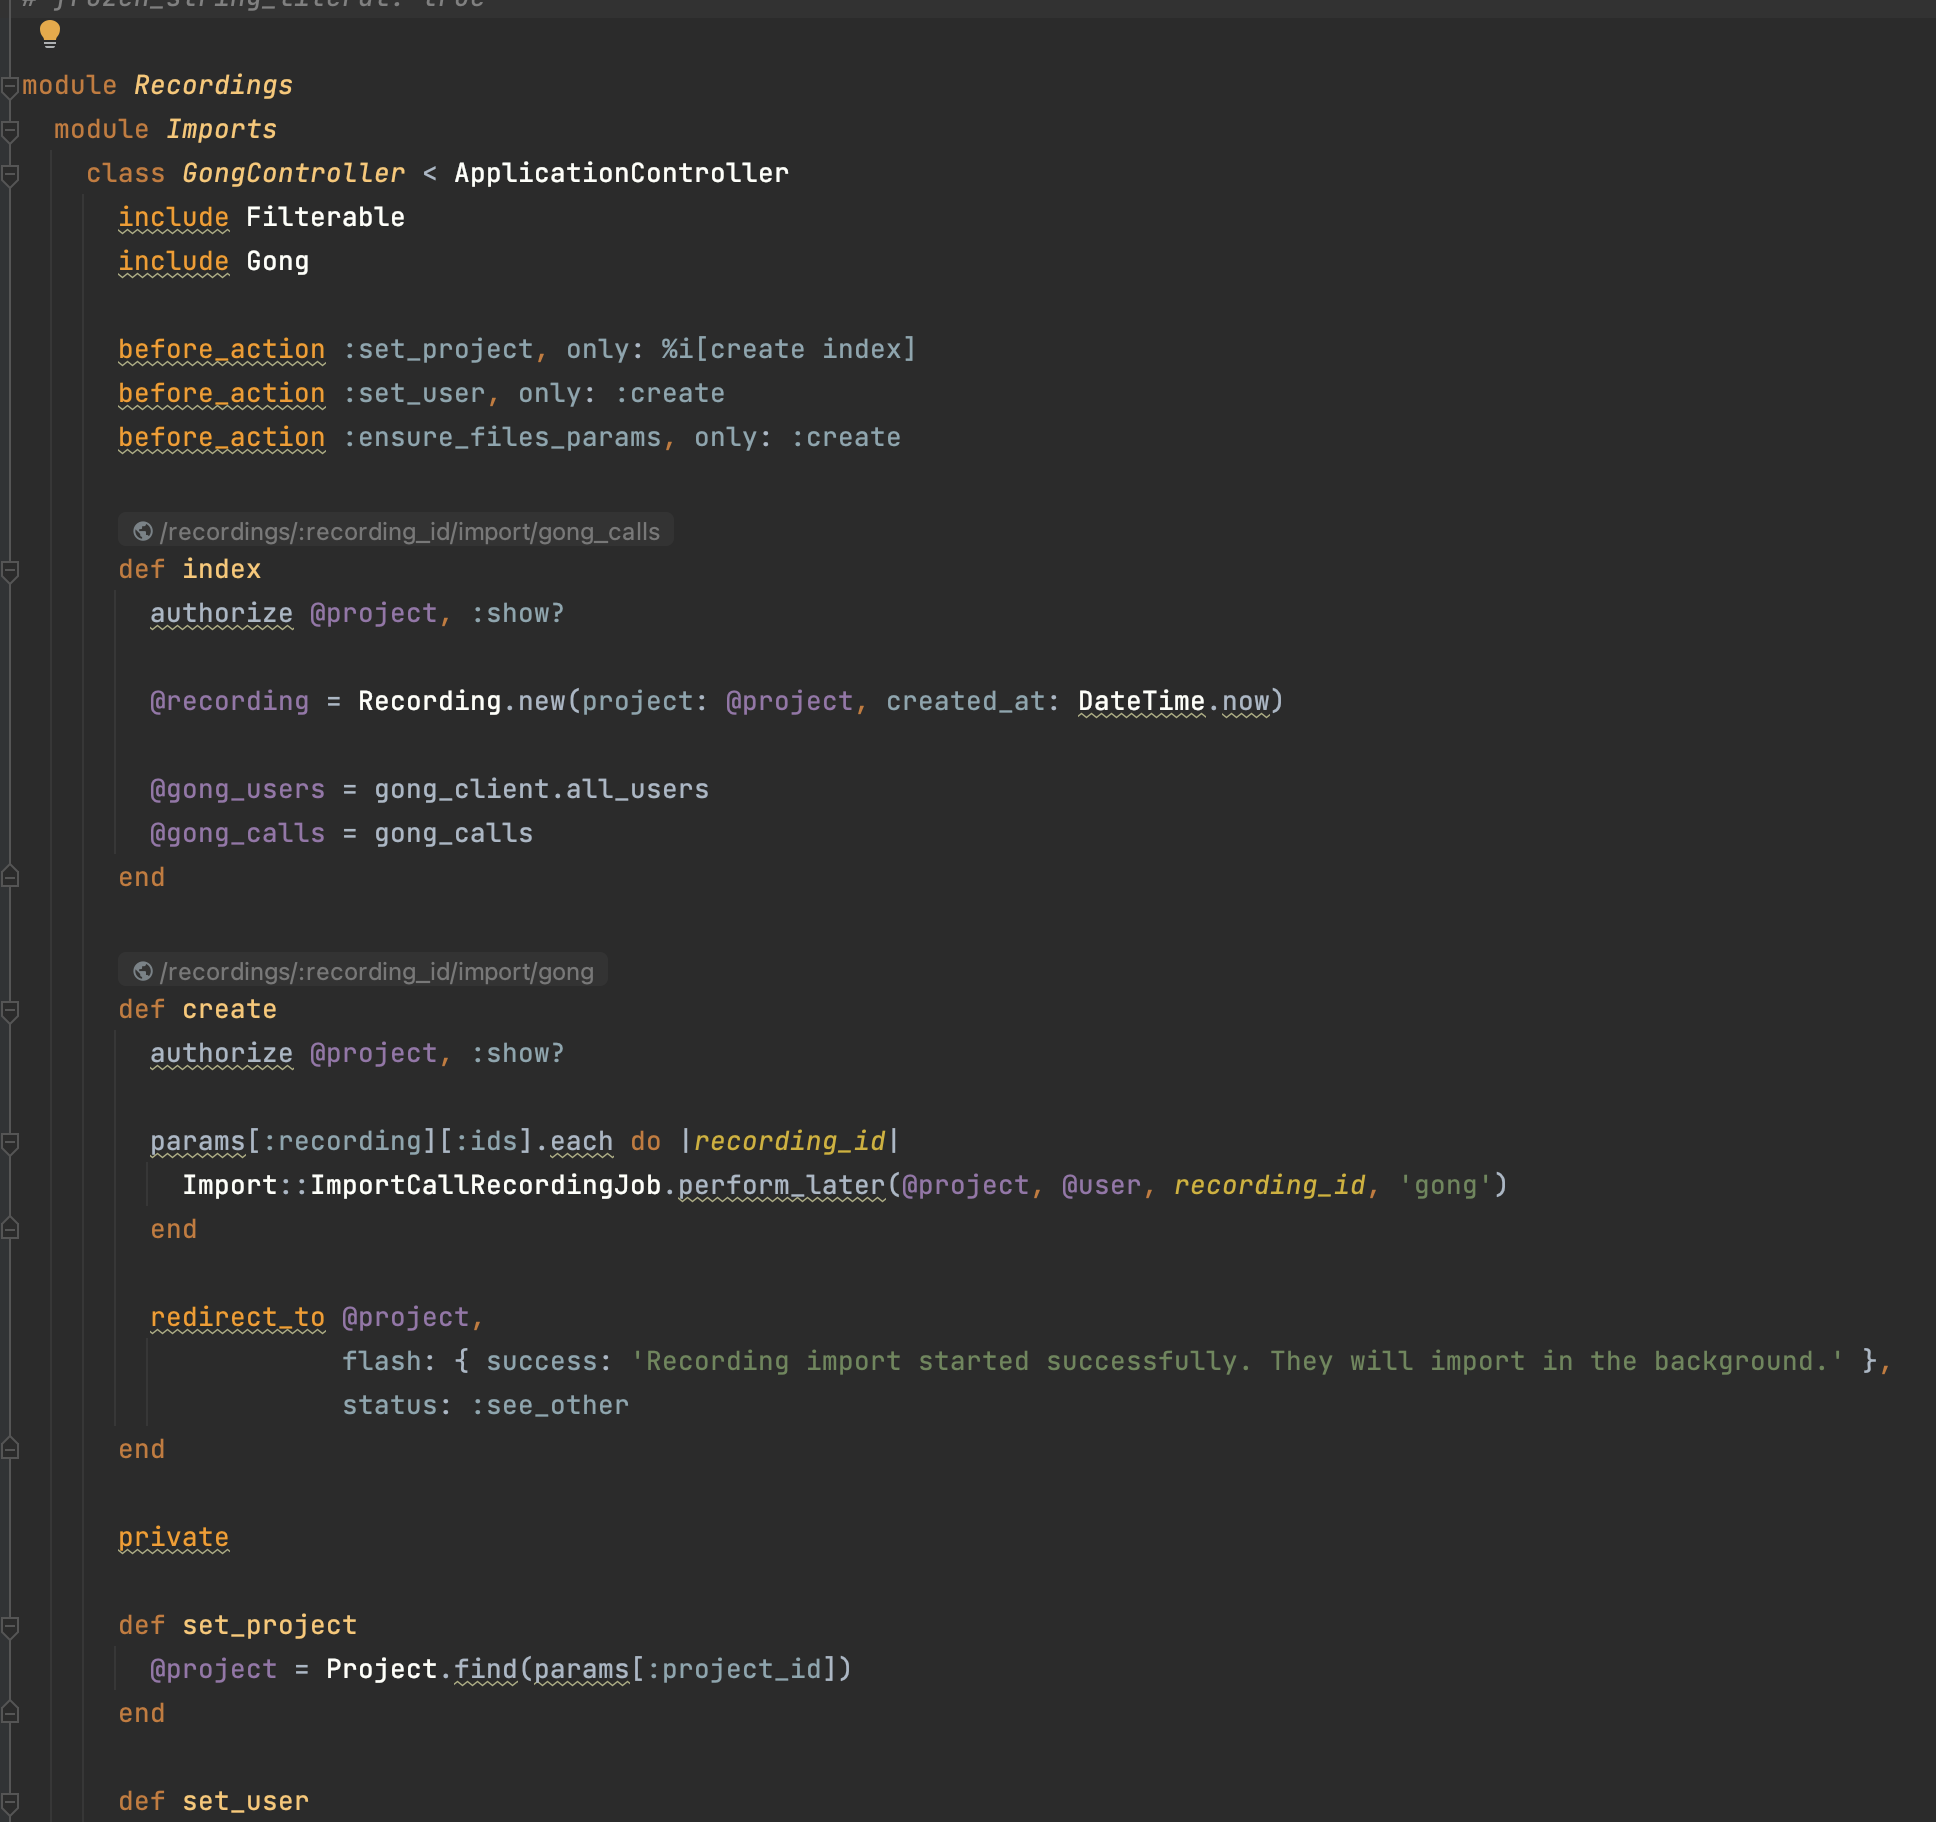 # frozen_string_literal: true
module Recordings
module Imports
class GongController < ApplicationController
include Filterable
include Gong
before_action :set_project, only: %i[create index]
before_action :set_user, only: :create
before_action :ensure_files_params, only: :create
/recordings/:recording_id/import/gong_calls
def index
authorize @project, :show?
@recording = Recording.new(project: @project, created_at: DateTime.now)
@gong_users = gong_client.all_users
@gong_calls = gong_calls
end
/recordings/:recording_id/import/gong
def create
authorize @project, :show?
params[:recording][:ids].each do |recording_id|
Import::ImportCallRecordingJob.perform_later(@project, @user, recording_id, 'gong')
end
redirect_to @project,
flash: { success: 'Recording import started successfully. They will import in the background.' },
status: :see_other
end
private
def set_project
@project = Project.find(params[:project_id])
end
def set_user